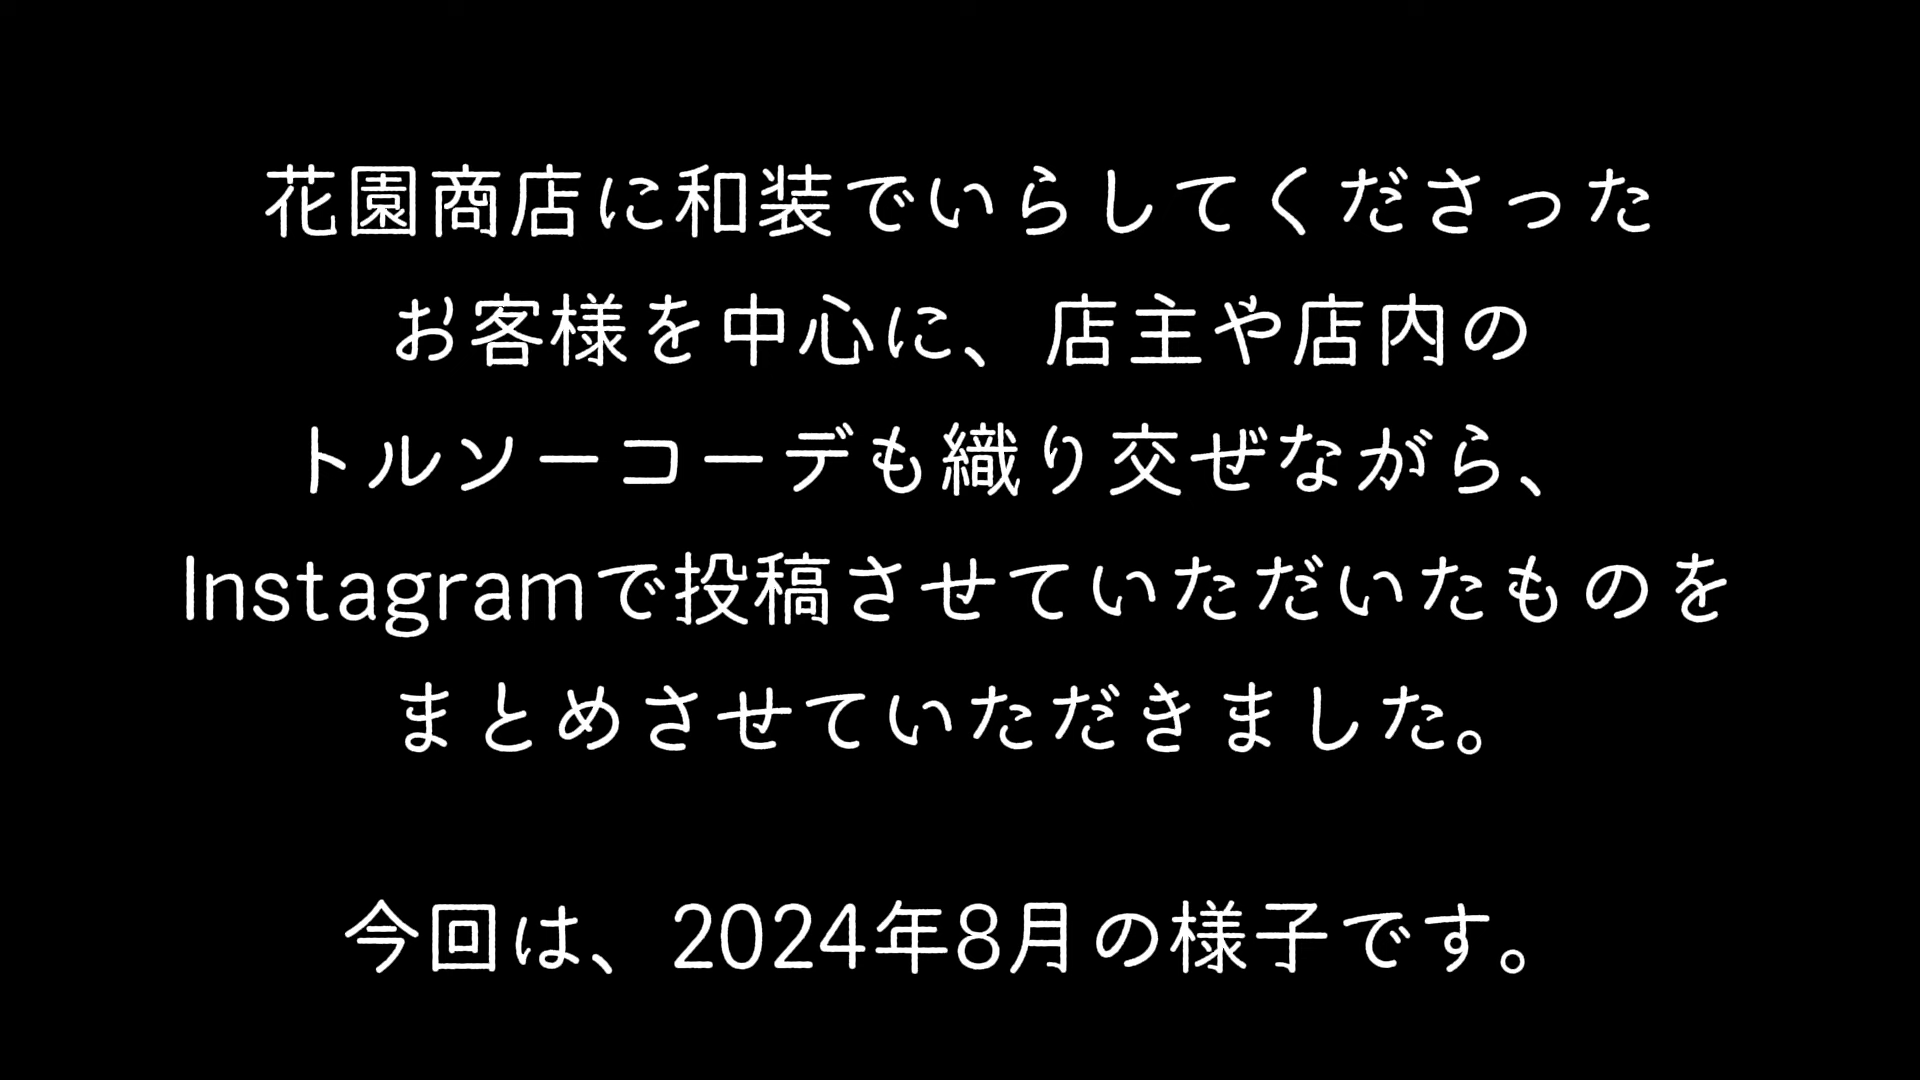 花園商店に和装でいらしてくださった
お客様を中心に、店主や店内の
トルソーコーデも織り交ぜながら、
Instagramで投稿させていただいたものを
まとめさせていただきました。
今回は、2024年8月の様子です。